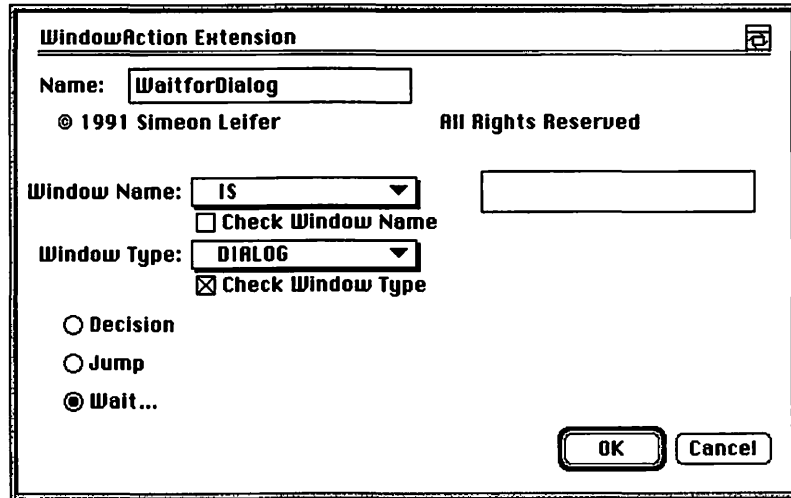 WindowAction Extension
Name: WaitforDialog
© 1991 Simeon Leifer All Rights Reserved
Window Name: IS
Check Window Name
Window Type: DIALOG
Check Window Type
Decision
Jump
Wait...
OK Cancel